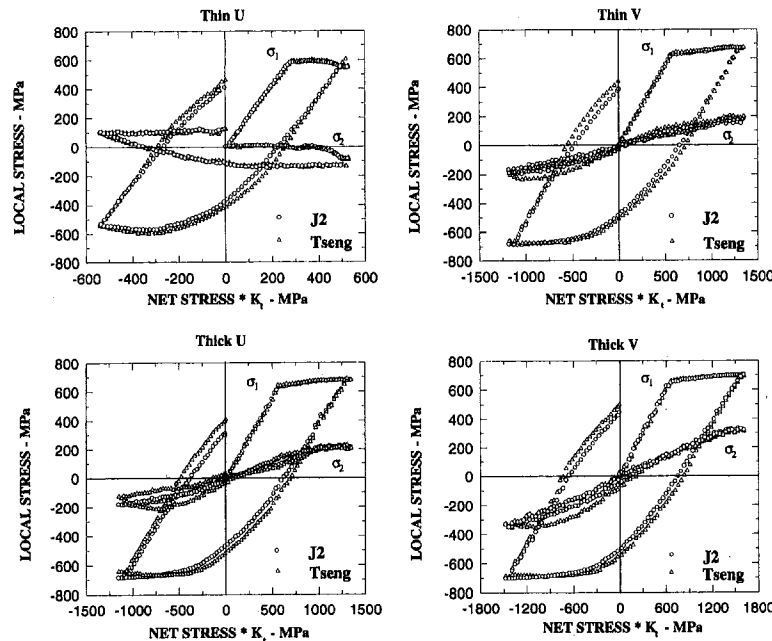 Thin U
800
600
400
200
0
-200
-400
-600
-800
LOCAL STRESS - MPa
σ1
σ2
J2
Tseng
-600 -400 -200 0 200 400 600
NET STRESS * Kt - MPa
Thin V
800
600
400
200
0
-200
-400
-600
-800
LOCAL STRESS - MPa
σ1
σ2
J2
Tseng
-1500 -1000 -500 0 500 1000 1500
NET STRESS * Kt - MPa
Thick U
800
600
400
200
0
-200
-400
-600
-800
LOCAL STRESS - MPa
σ1
σ2
J2
Tseng
-1500 -1000 -500 0 500 1000 1500
NET STRESS * Kt - MPa
Thick V
800
600
400
200
0
-200
-400
-600
-800
LOCAL STRESS - MPa
σ1
σ2
J2
Tseng
-1800 -1200 -600 0 600 1200 1800
NET STRESS * Kt - MPa